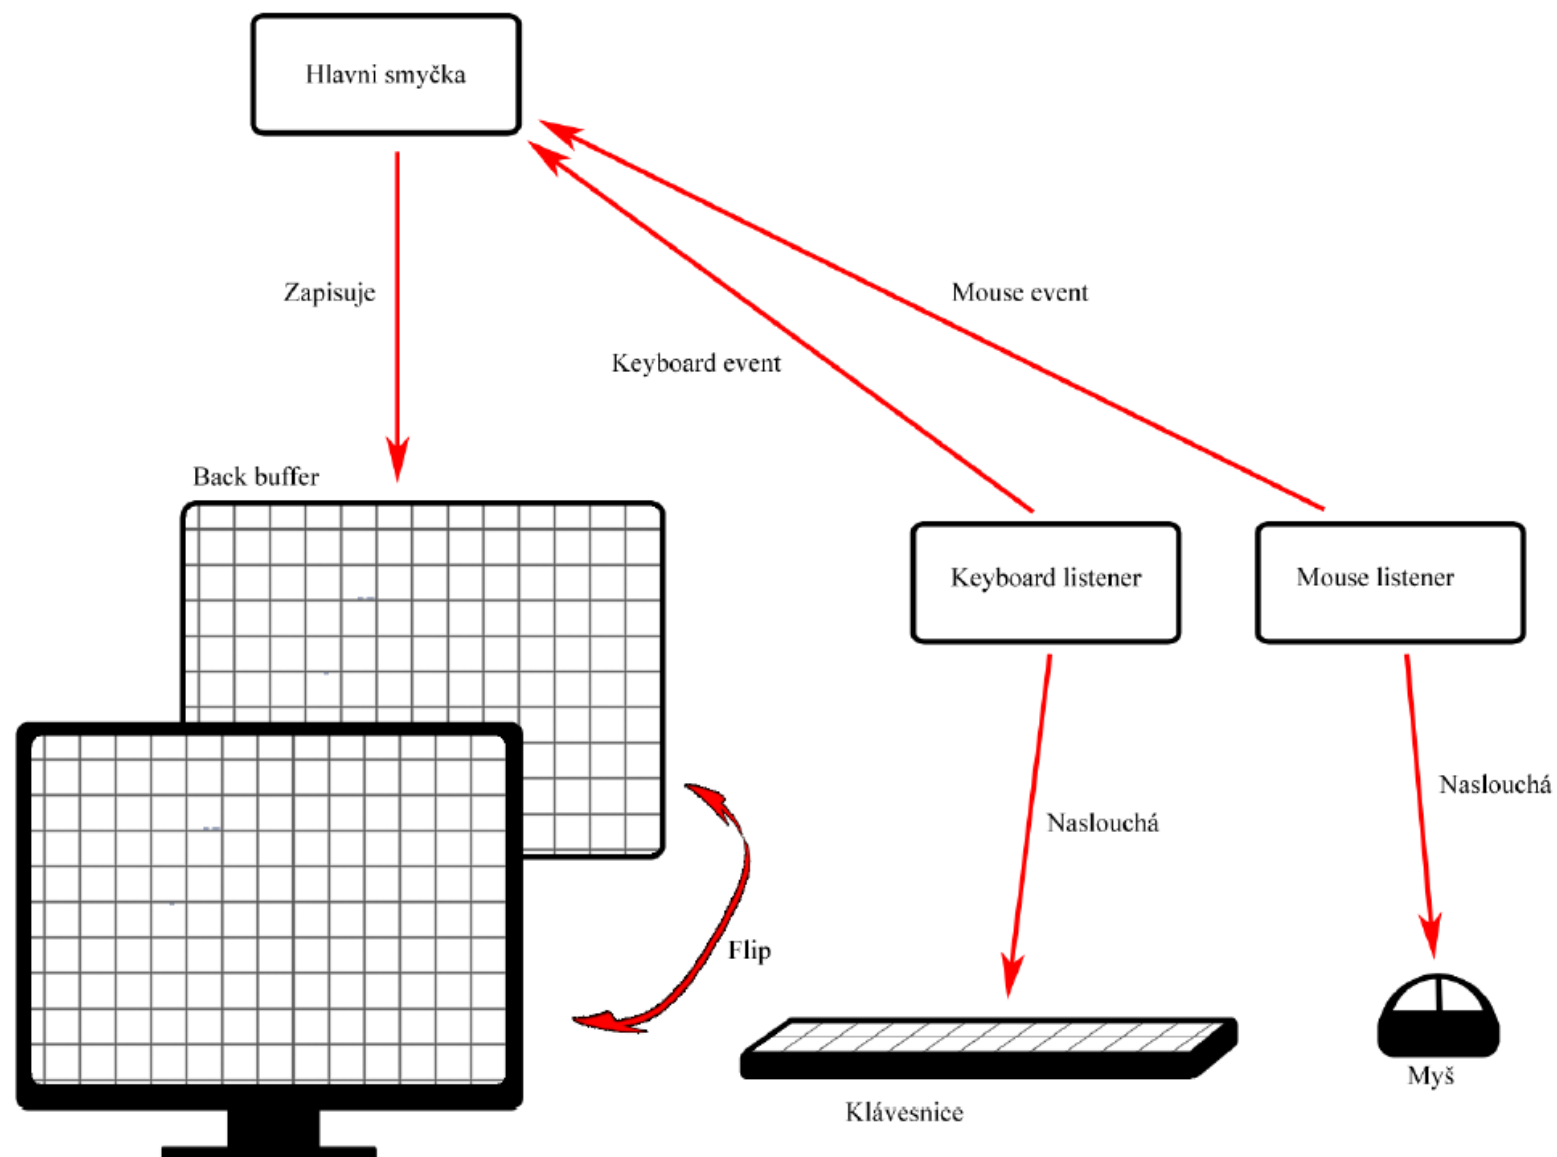 Hlavni smyčka
Zapisuje
Mouse event
Keyboard event
Back buffer
Keyboard listener
Mouse listener
Naslouchá
Naslouchá
Flip
Myš
Klávesnice